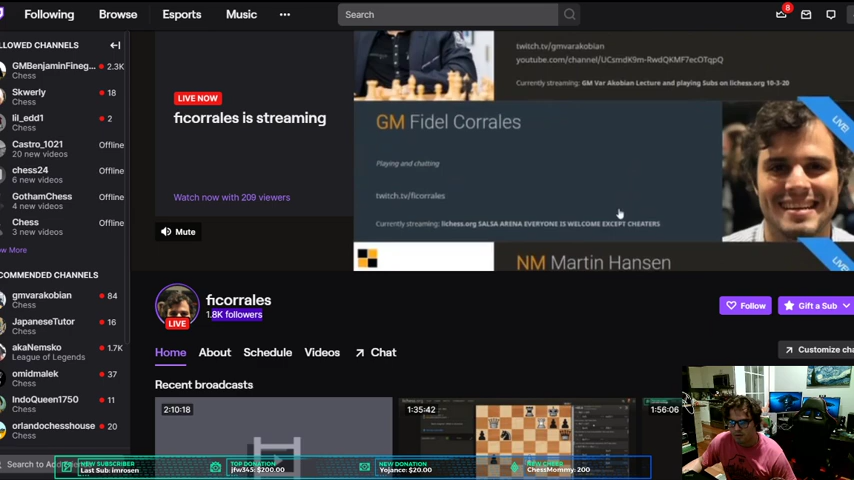 Following
Browse
Esports
Music
Search
8
LLOWED CHANNELS
GMBenjaminFineg...
2.3K
Chess
Skwerly
18
Chess
lil_edd1
2
Chess
Castro_1021
Offline
20 new videos
chess24
Offline
6 new videos
GothamChess
Offline
4 new videos
Chess
Offline
3 new videos
ow More
COMMENDED CHANNELS
gmvarakobian
84
Chess
JapaneseTutor
16
Chess
akaNemsko
1.7K
League of Legends
omidmalek
37
Chess
IndoQueen1750
11
Chess
orlandochesshouse
20
Chess
Search to Add
LIVE NOW
ficorrales is streaming
Watch now with 209 viewers
Mute
twitch.tv/gmvarakobian
youtube.com/channel/UCsmdK9m-RwdQKMF7ecOTqpQ
Currently streaming: GM Var Akobian Lecture and playing Subs on lichess.org 10-3-20
GM Fidel Corrales
LIVE!
Playing and chatting
twitch.tv/ficorrales
Currently streaming: lichess.org SALSA ARENA EVERYONE IS WELCOME EXCEPT CHEATERS
NM Martin Hansen
LIVE!
ficorrales
1.8K followers
LIVE
Follow
Gift a Sub
Home
About
Schedule
Videos
Chat
Customize cha
Recent broadcasts
2:10:18
1:35:42
1:56:06
NEW SUBSCRIBER
Last Sub: imrosen
TOP DONATION
jfw345: $200.00
NEW DONATION
Yojance: $20.00
NEW CHEER
ChessMommy: 200